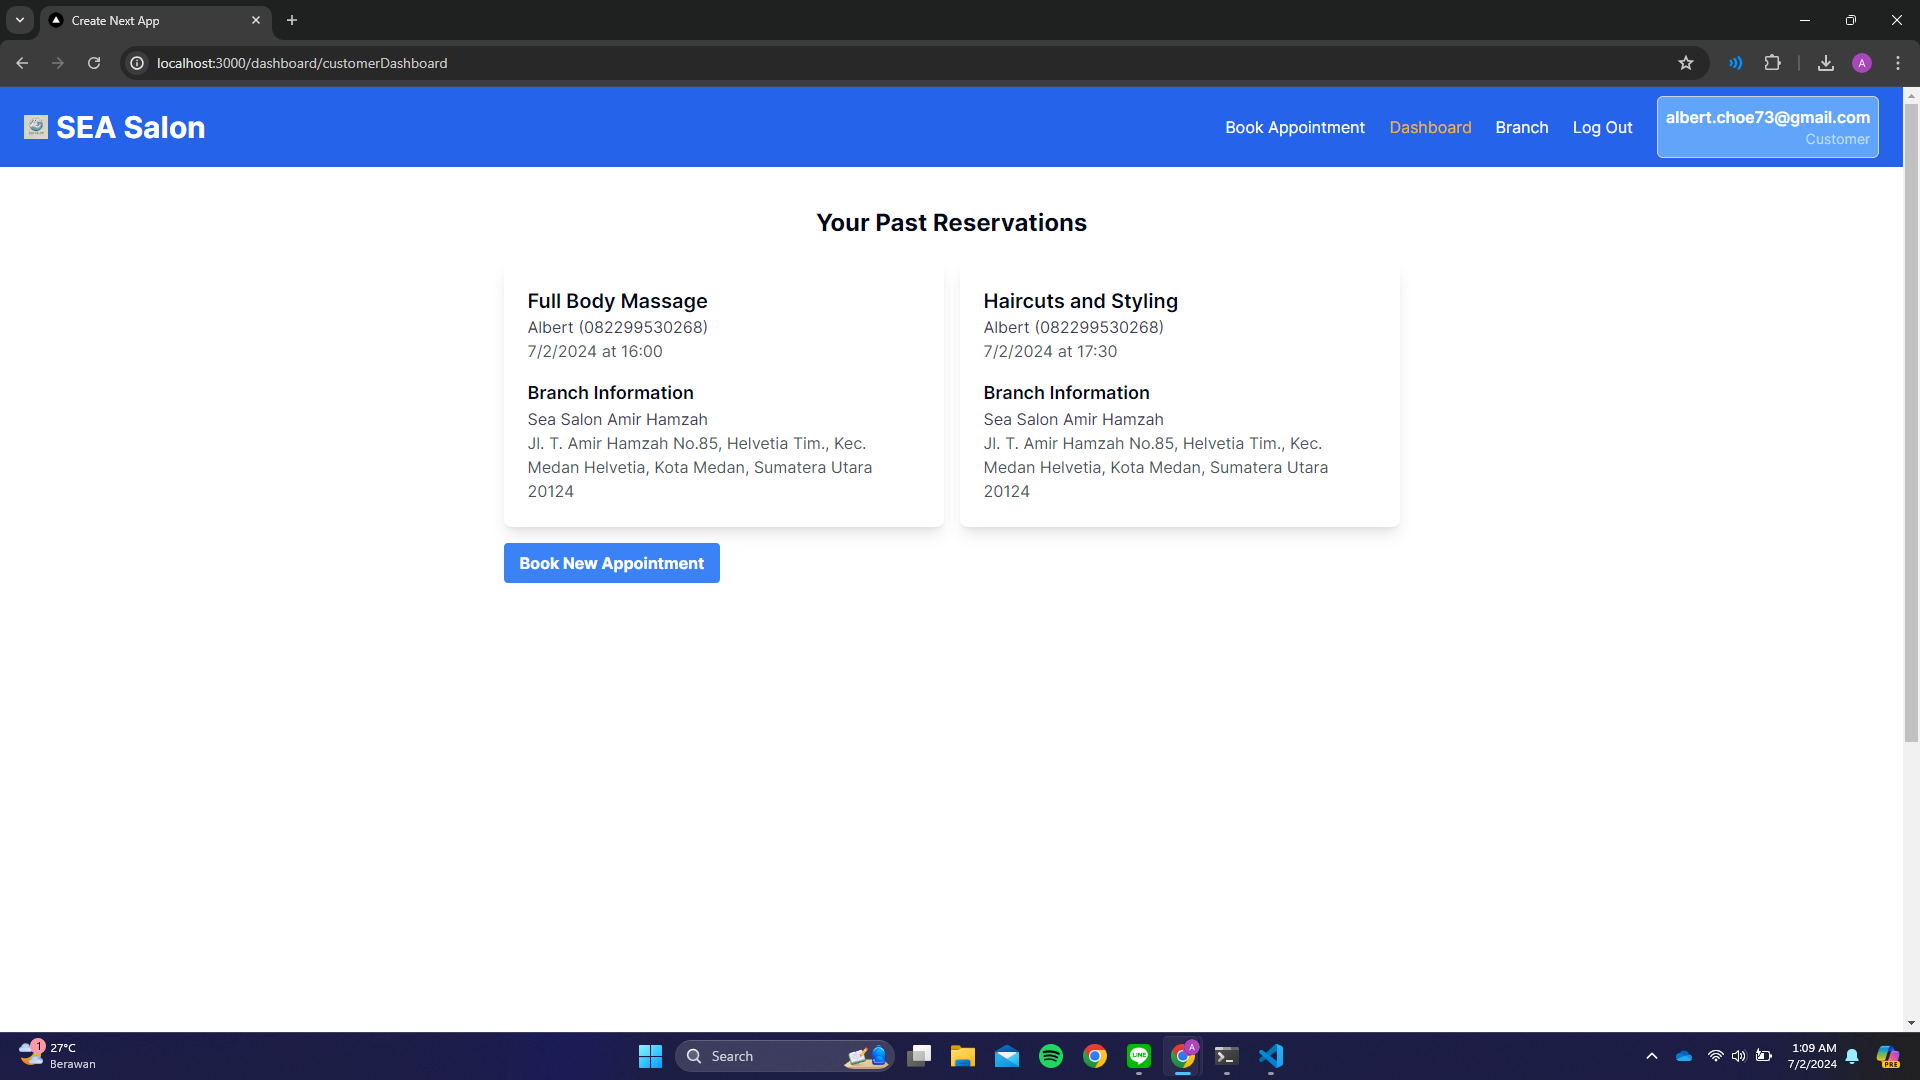 Create Next App
localhost:3000/dashboard/customerDashboard
A
SEA Salon
Book Appointment
Dashboard
Branch
Log Out
albert.choe73@gmail.com
Customer
Your Past Reservations
Full Body Massage
Albert (082299530268)
7/2/2024 at 16:00
Branch Information
Sea Salon Amir Hamzah
Jl. T. Amir Hamzah No.85, Helvetia Tim., Kec.
Medan Helvetia, Kota Medan, Sumatera Utara
20124
Haircuts and Styling
Albert (082299530268)
7/2/2024 at 17:30
Branch Information
Sea Salon Amir Hamzah
Jl. T. Amir Hamzah No.85, Helvetia Tim., Kec.
Medan Helvetia, Kota Medan, Sumatera Utara
20124
Book New Appointment
1
27°C
Berawan
Search
LINE
A
1:09 AM
7/2/2024
PRE